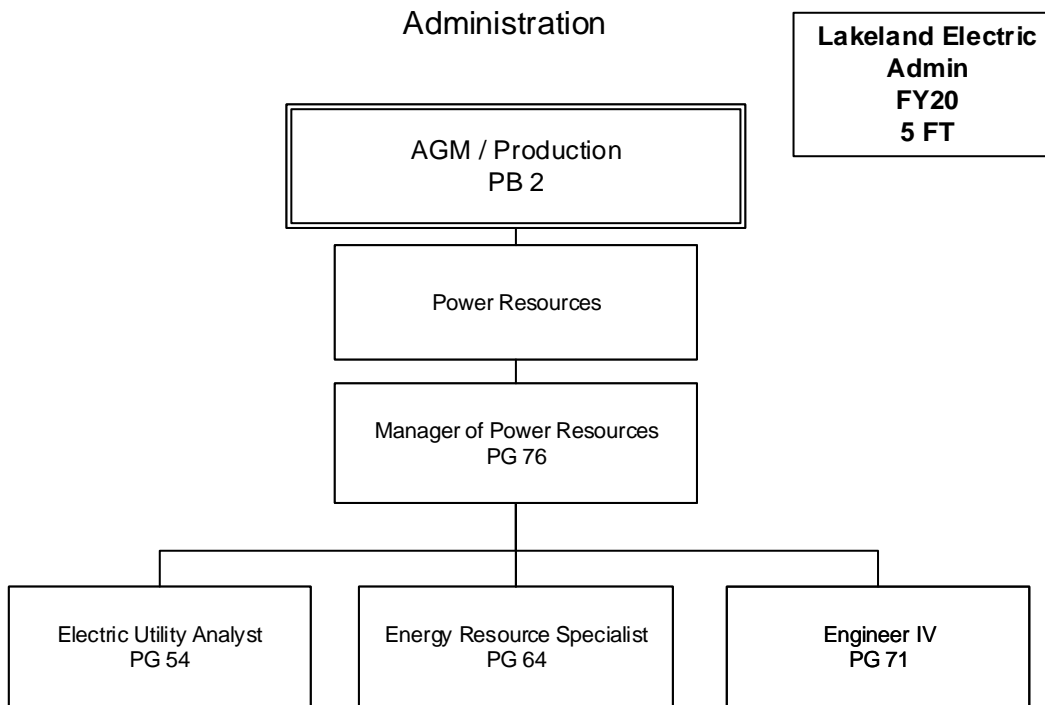 Administration
Lakeland Electric
Admin
FY20
5 FT
AGM / Production
PB 2
Power Resources
Manager of Power Resources
PG 76
Electric Utility Analyst
PG 54
Energy Resource Specialist
PG 64
Engineer IV
PG 71